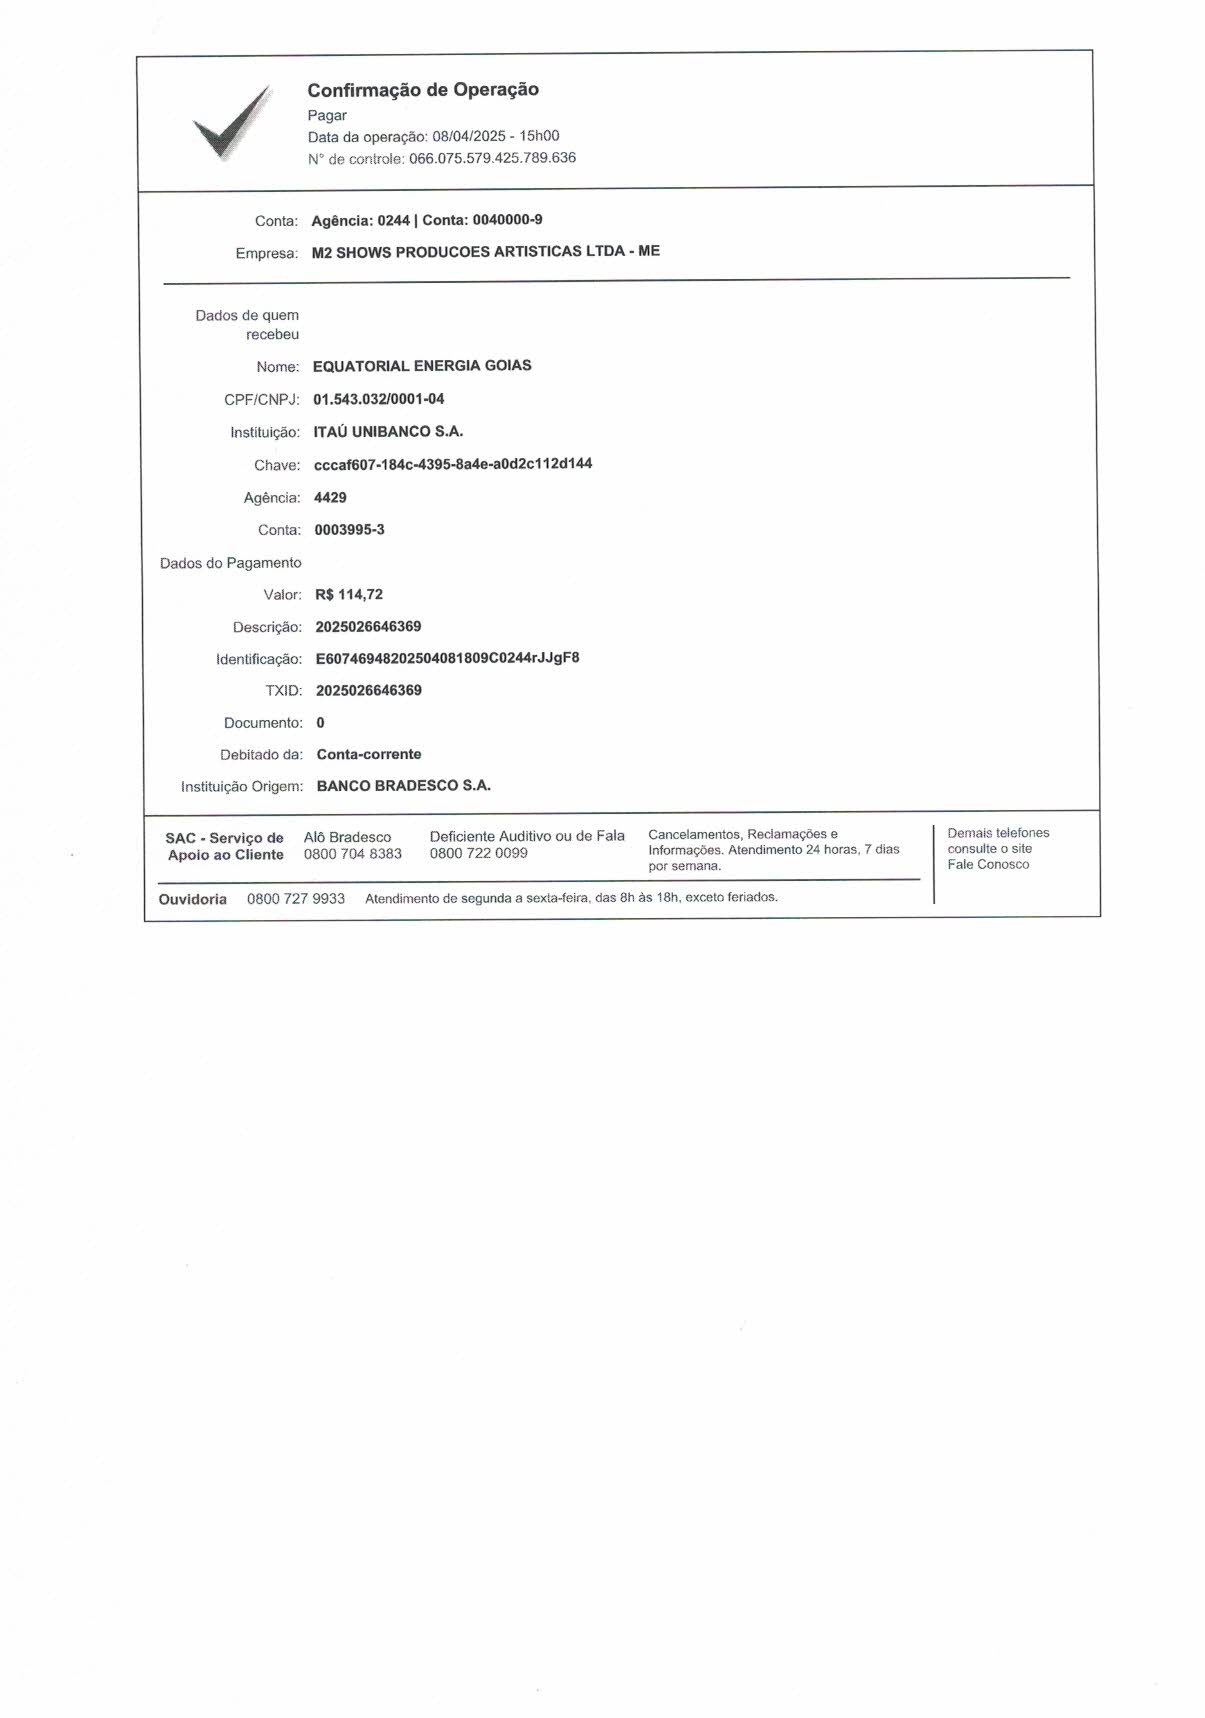 Confirmação de Operação
Pagar
Data da operação: 08/04/2025 - 15h00
N° de controle: 066.075.579.425.789.636
Conta: Agência: 0244 | Conta: 0040000-9
Empresa: M2 SHOWS PRODUCOES ARTISTICAS LTDA - ME
Dados de quem
recebeu
Nome: EQUATORIAL ENERGIA GOIAS
CPF/CNPJ: 01.543.032/0001-04
Instituição: ITAÚ UNIBANCO S.A.
Chave: cccaf607-184c-4395-8a4e-a0d2c112d144
Agência: 4429
Conta: 0003995-3
Dados do Pagamento
Valor: R$ 114,72
Descrição: 2025026646369
Identificação: E60746948202504081809C0244rJJgF8
TXID: 2025026646369
Documento: 0
Debitado da: Conta-corrente
Instituição Origem: BANCO BRADESCO S.A.
SAC - Serviço de
Apoio ao Cliente
Alô Bradesco
0800 704 8383
Deficiente Auditivo ou de Fala
0800 722 0099
Cancelamentos, Reclamações e
Informações. Atendimento 24 horas, 7 dias
por semana.
Demais telefones
consulte o site
Fale Conosco
Ouvidoria 0800 727 9933 Atendimento de segunda a sexta-feira, das 8h às 18h, exceto feriados.